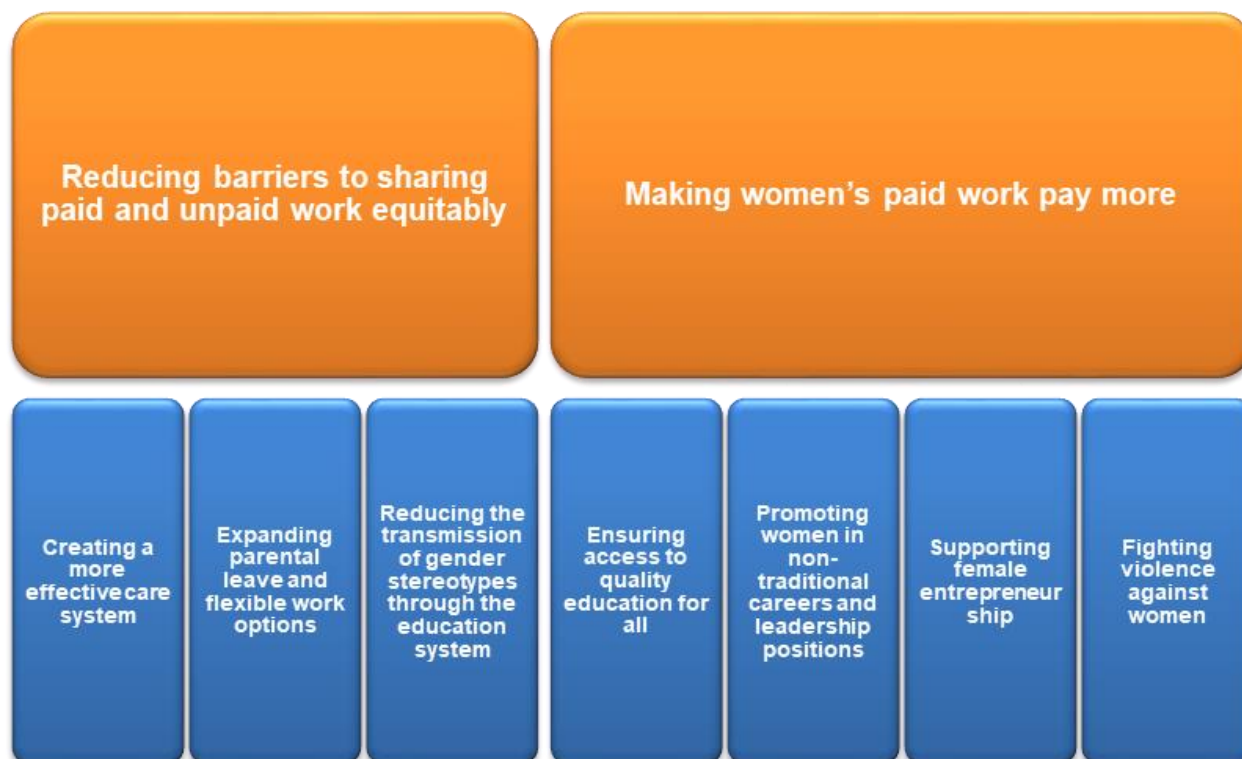 Reducing barriers to sharing
paid and unpaid work equitably
Making women’s paid work pay more
Creating a
more
effective care
system
Expanding
parental
leave and
flexible work
options
Reducing the
transmission
of gender
stereotypes
through the
education
system
Ensuring
access to
quality
education for
all
Promoting
women in
non-
traditional
careers and
leadership
positions
Supporting
female
entrepreneur
ship
Fighting
violence
against
women